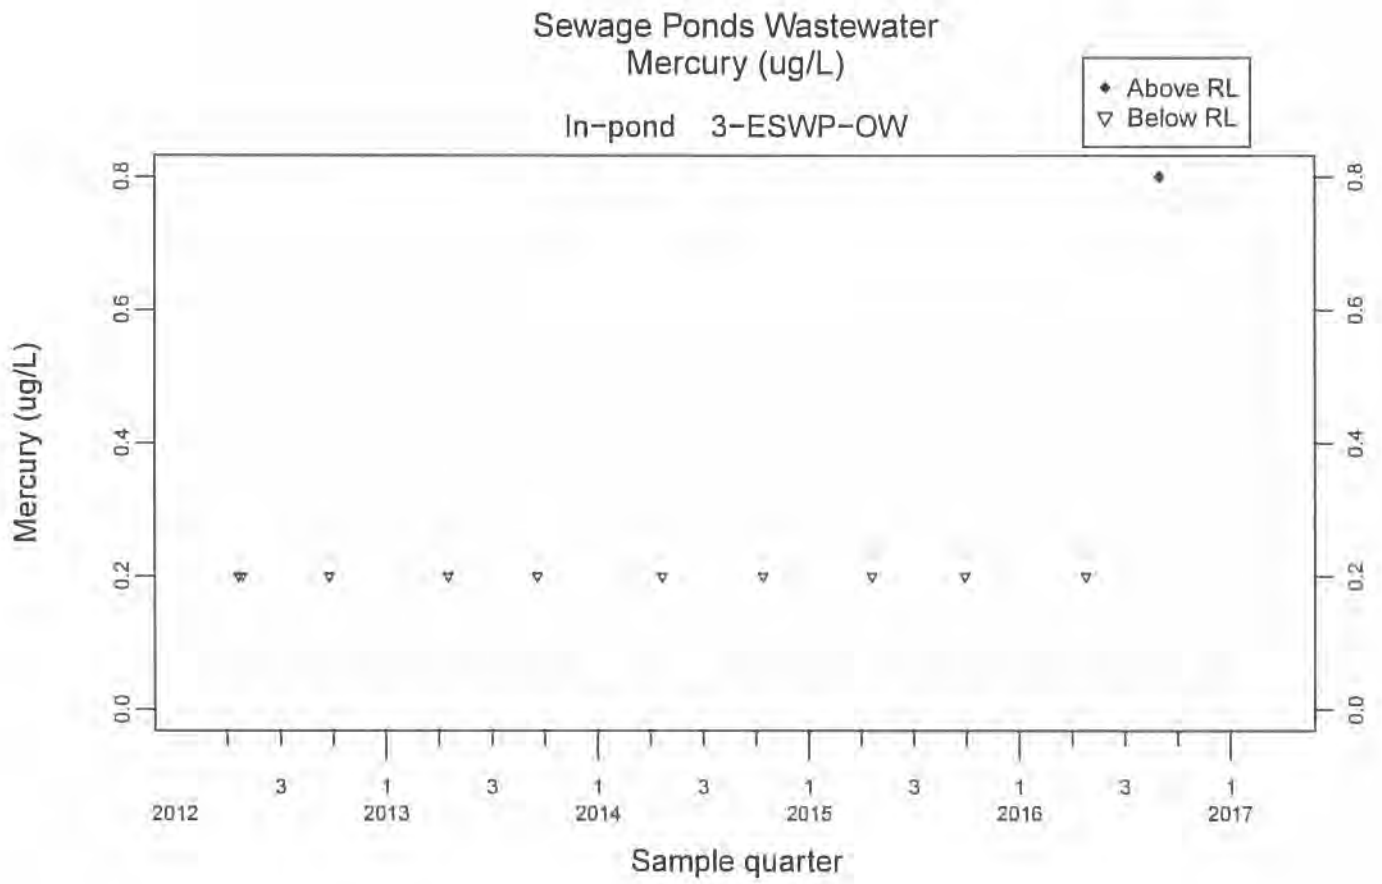 Sewage Ponds Wastewater
Mercury (ug/L)
In-pond 3-ESWP-OW
Above RL
Below RL
Mercury (ug/L)
0.8
0.6
0.4
0.2
0.0
0.8
0.6
0.4
0.2
0.0
3 1 3 1 3 1 3 1 3 1
2012 2013 2014 2015 2016 2017
Sample quarter